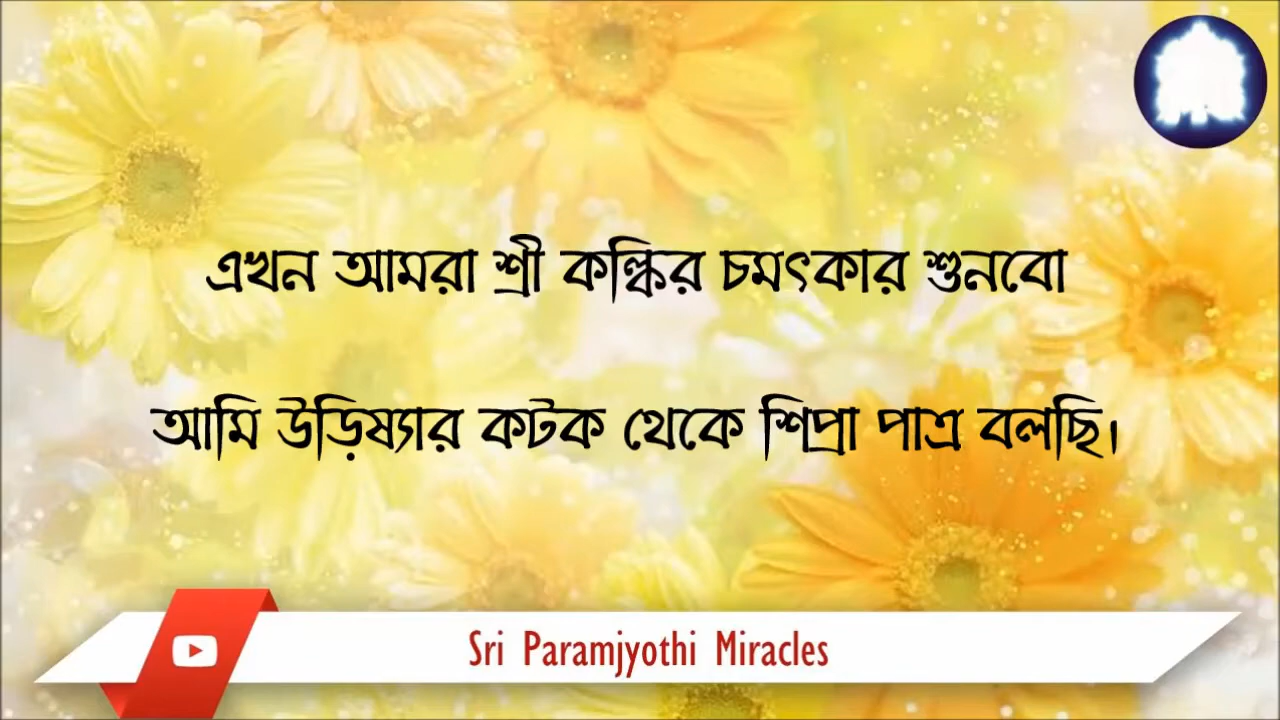 এখন আমরা শ্রী কল্কির চমৎকার শুনবো
আমি উড়িষ্যার কটক থেকে শিপ্রা পাত্র বলছি।
Sri Paramjyothi Miracles